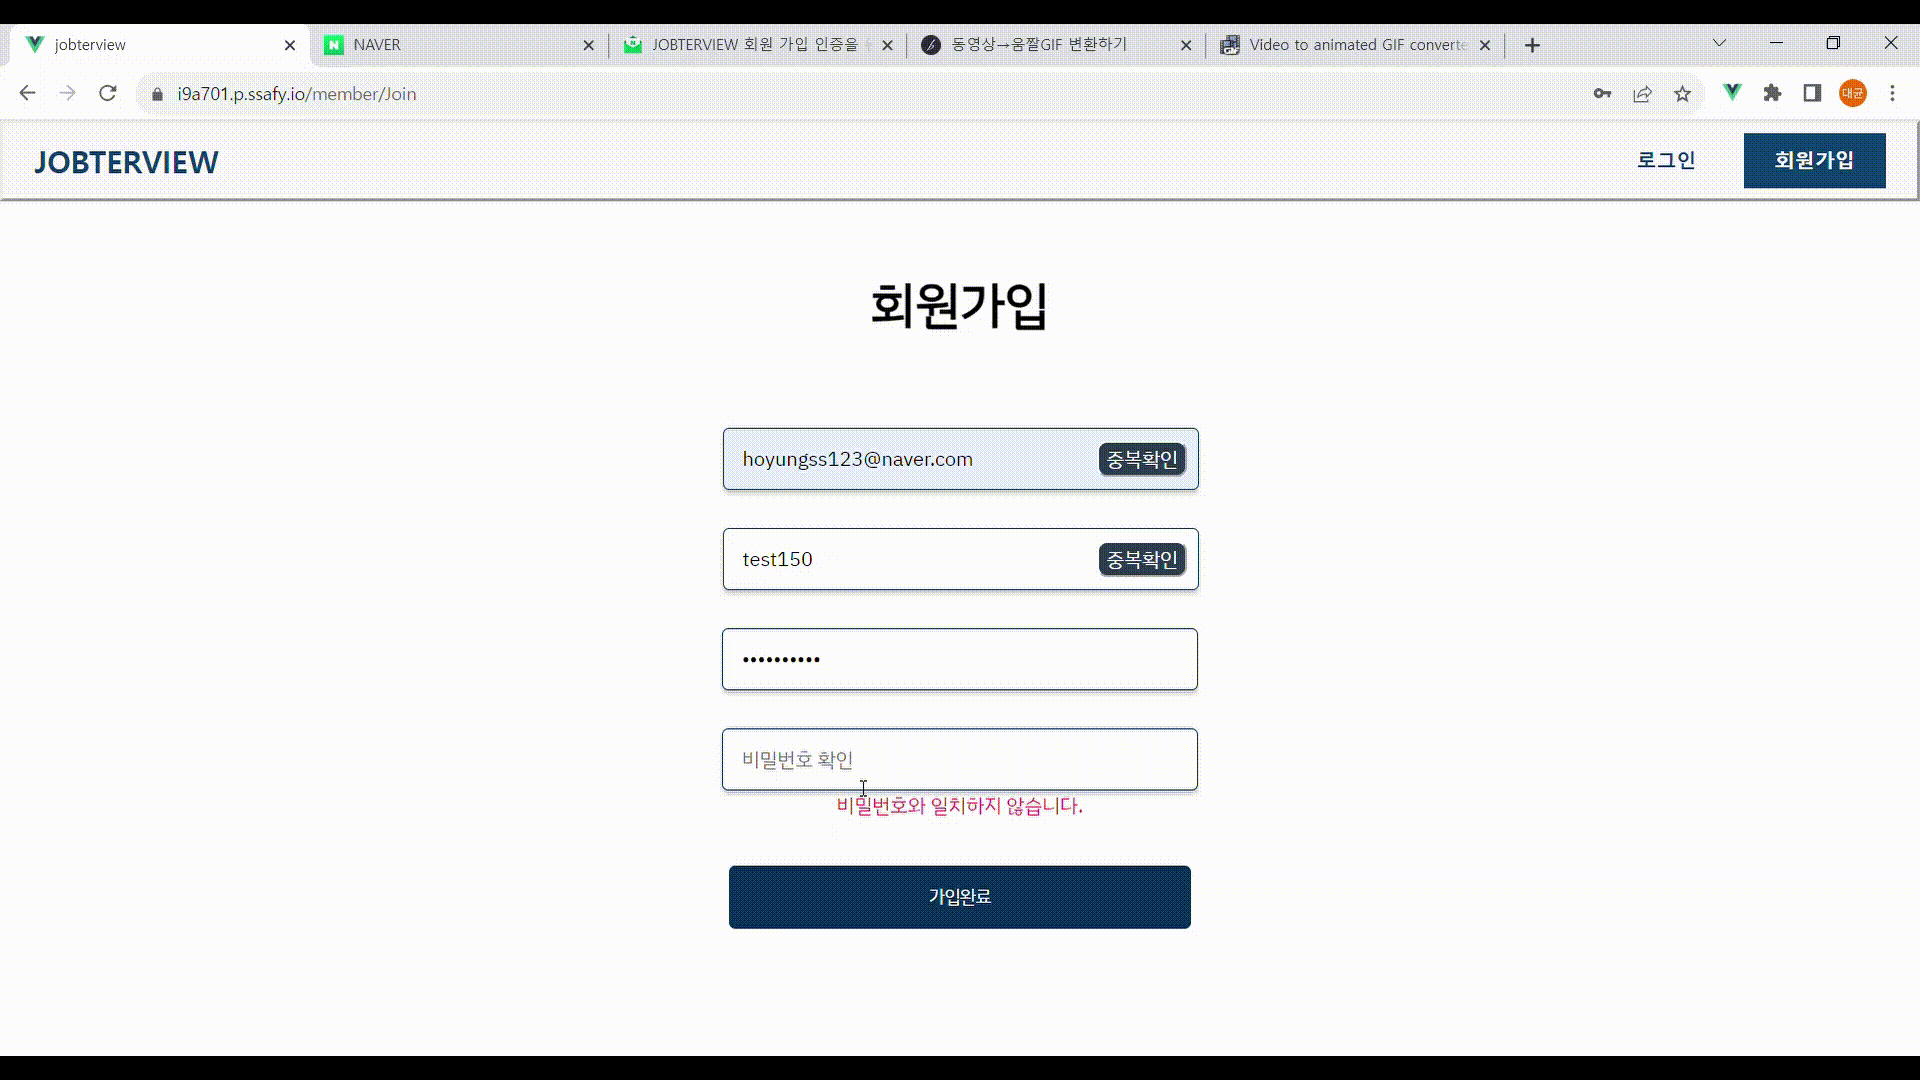 jobterview
NAVER
JOBTERVIEW 회원 가입 인증을
동영상→움짤GIF 변환하기
Video to animated GIF converte
i9a701.p.ssafy.io/member/Join
대균
JOBTERVIEW
로그인
회원가입
회원가입
hoyungss123@naver.com
중복확인
test150
중복확인
••••••••••
비밀번호 확인
비밀번호와 일치하지 않습니다.
가입완료